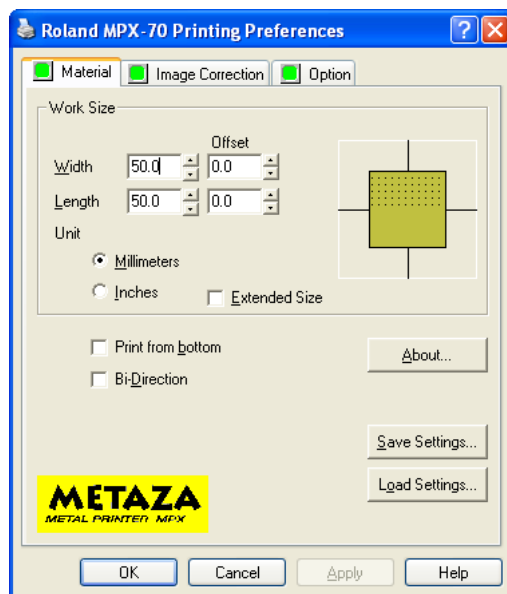 Roland MPX-70 Printing Preferences
Material Image Correction Option
Work Size
Offset
Width 50.0 0.0
Length 50.0 0.0
Unit
Millimeters
Inches Extended Size
Print from bottom About...
Bi-Direction
Save Settings...
Load Settings...
METAZA
METAL PRINTER MPX
OK Cancel Apply Help